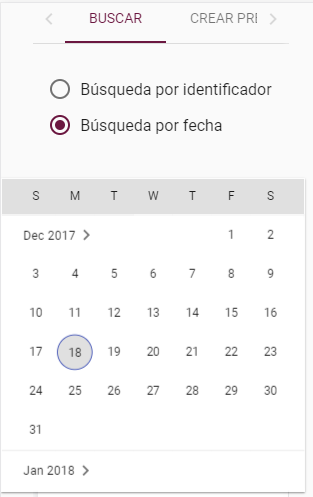 BUSCAR CREAR PRE
Búsqueda por identificador
Búsqueda por fecha
S M T W T F S
Dec 2017 1 2
3 4 5 6 7 8 9
10 11 12 13 14 15 16
17 18 19 20 21 22 23
24 25 26 27 28 29 30
31
Jan 2018